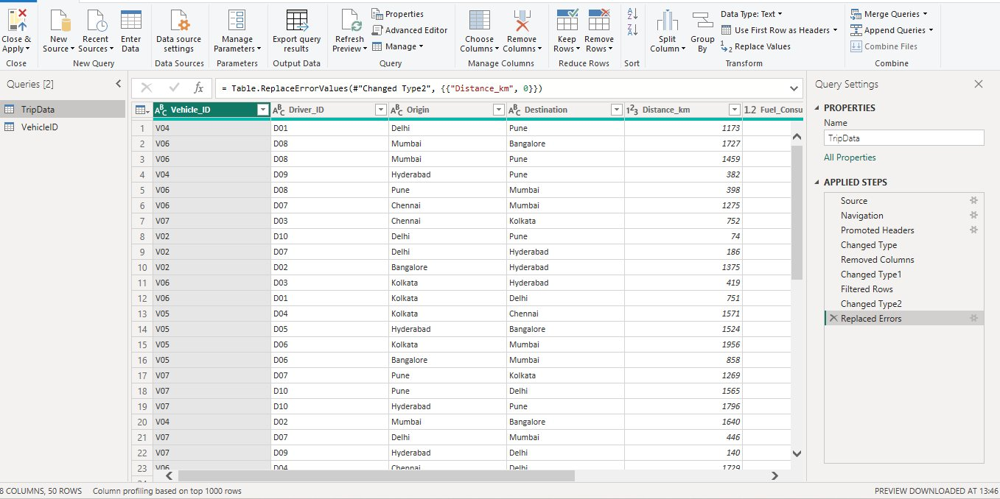 Close & Apply
New Source
Recent Sources
Enter Data
Data source settings
Manage Parameters
Export query results
Refresh Preview
Properties
Advanced Editor
Manage
Choose Columns
Remove Columns
Keep Rows
Remove Rows
Split Column
Group By
Data Type: Text
Use First Row as Headers
Replace Values
Merge Queries
Append Queries
Combine Files
Close
New Query
Data Sources
Parameters
Output Data
Query
Manage Columns
Reduce Rows
Sort
Transform
Combine
Queries [2]
TripData
VehicleID
fx = Table.ReplaceErrorValues(#"Changed Type2", {{"Distance_km", 0}})
Vehicle_ID Driver_ID Origin Destination Distance_km 1.2 Fuel_Consu
1 V04 D01 Delhi Pune 1173
2 V06 D08 Mumbai Bangalore 1727
3 V06 D08 Mumbai Pune 1459
4 V04 D09 Hyderabad Pune 382
5 V06 D08 Pune Mumbai 398
6 V06 D07 Chennai Mumbai 1275
7 V07 D03 Chennai Kolkata 752
8 V02 D10 Delhi Pune 74
9 V02 D07 Delhi Hyderabad 186
10 V02 D02 Bangalore Hyderabad 1375
11 V06 D03 Kolkata Hyderabad 419
12 V06 D01 Kolkata Delhi 751
13 V05 D04 Kolkata Chennai 1571
14 V05 D05 Hyderabad Bangalore 1524
15 V05 D06 Kolkata Mumbai 1956
16 V05 D06 Bangalore Mumbai 858
17 V07 D07 Pune Kolkata 1269
18 V07 D10 Pune Delhi 1565
19 V07 D10 Hyderabad Pune 1796
20 V04 D02 Mumbai Bangalore 1640
21 V07 D07 Delhi Mumbai 446
22 V07 D09 Hyderabad Delhi 140
23 V06 D04 Chennai Delhi 1729
Query Settings
PROPERTIES
Name
TripData
All Properties
APPLIED STEPS
Source
Navigation
Promoted Headers
Changed Type
Removed Columns
Changed Type1
Filtered Rows
Changed Type2
Replaced Errors
8 COLUMNS, 50 ROWS Column profiling based on top 1000 rows
PREVIEW DOWNLOADED AT 13:46